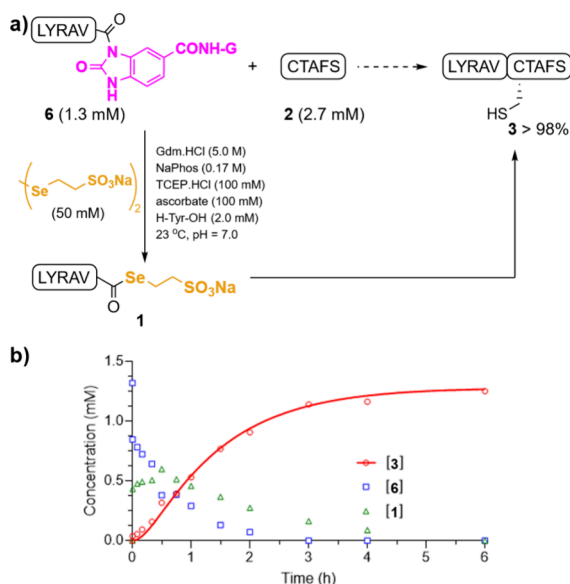 a)
LYRAV
O
N
CONH-G
O
N
H
+
CTAFS
LYRAV CTAFS
HS
6 (1.3 mM)
2 (2.7 mM)
3 > 98%
Gdm.HCl (5.0 M)
NaPhos (0.17 M)
TCEP.HCl (100 mM)
ascorbate (100 mM)
H-Tyr-OH (2.0 mM)
23 °C, pH = 7.0
( Se SO3Na )2
(50 mM)
LYRAV
Se
O
SO3Na
1
b)
Concentration (mM)
1.5
1.0
0.5
0.0
[3]
[6]
[1]
0 1 2 3 4 5 6
Time (h)